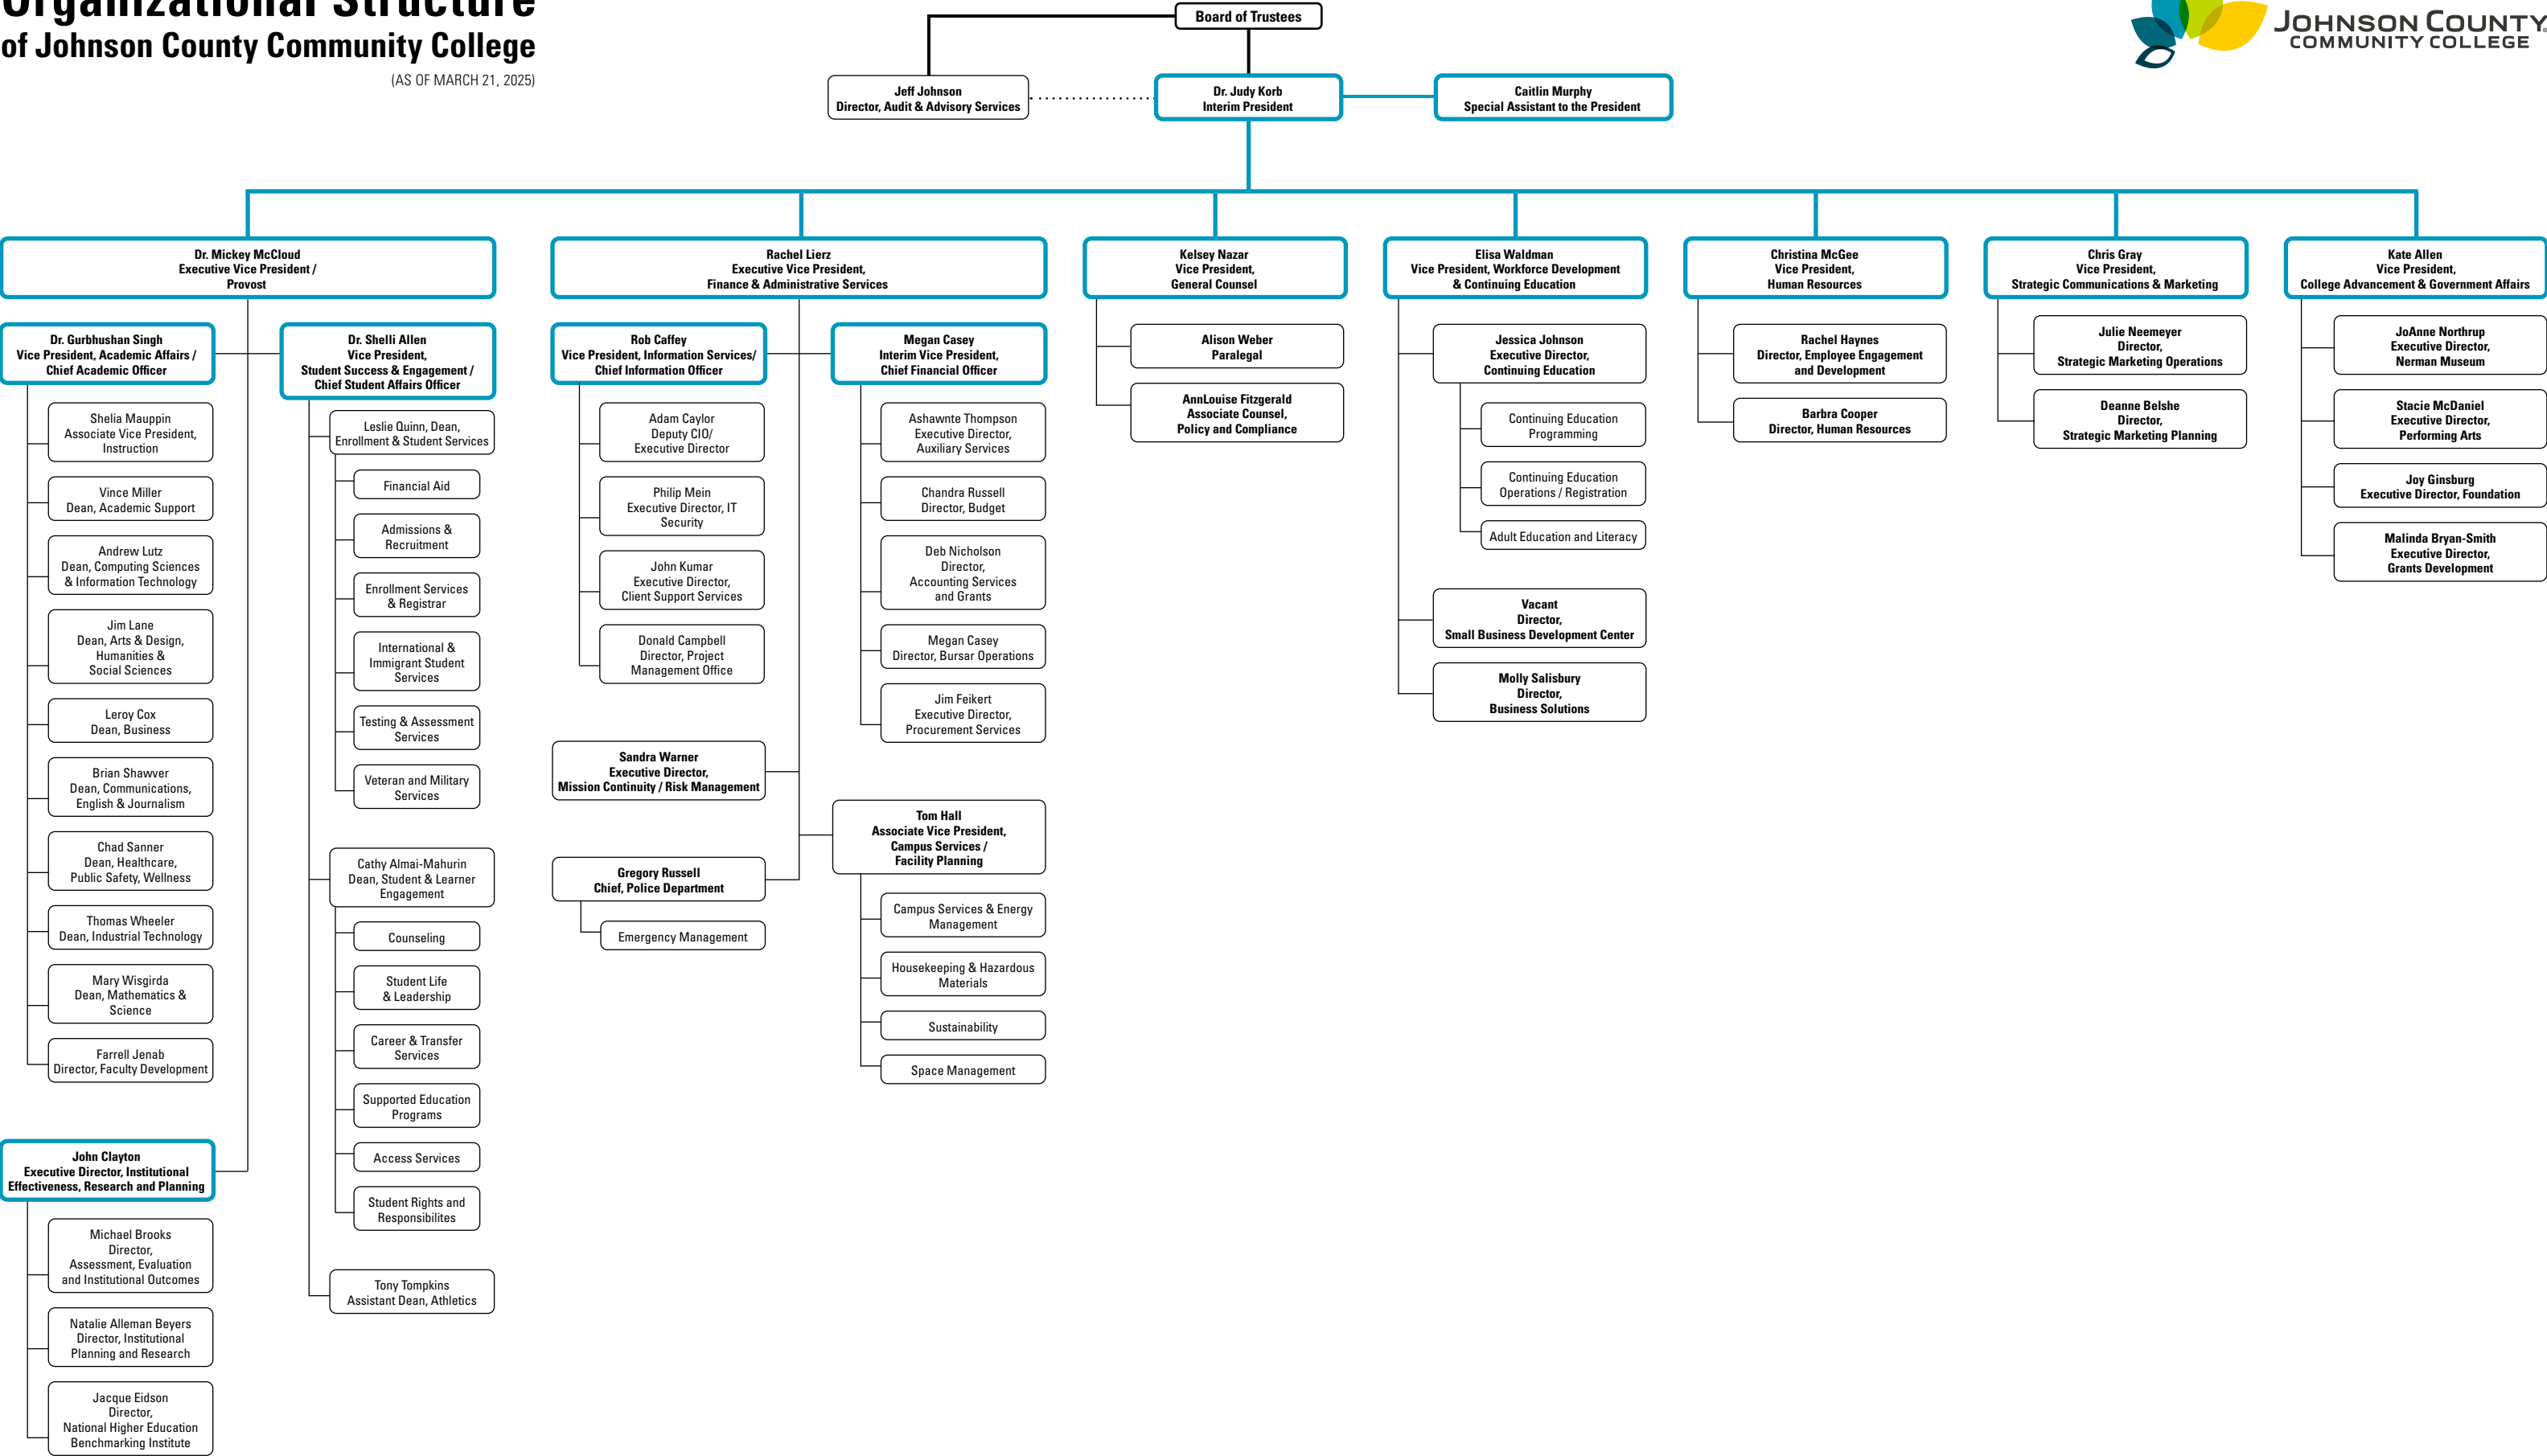 Organizational Structure
of Johnson County Community College
(AS OF MARCH 21, 2025)
JOHNSON COUNTY
COMMUNITY COLLEGE
Board of Trustees
Jeff Johnson
Director, Audit & Advisory Services
Dr. Judy Korb
Interim President
Caitlin Murphy
Special Assistant to the President
Dr. Mickey McCloud
Executive Vice President /
Provost
Dr. Gurbhushan Singh
Vice President, Academic Affairs /
Chief Academic Officer
Shelia Mauppin
Associate Vice President,
Instruction
Vince Miller
Dean, Academic Support
Andrew Lutz
Dean, Computing Sciences
& Information Technology
Jim Lane
Dean, Arts & Design,
Humanities &
Social Sciences
Leroy Cox
Dean, Business
Brian Shawver
Dean, Communications,
English & Journalism
Chad Sanner
Dean, Healthcare,
Public Safety, Wellness
Thomas Wheeler
Dean, Industrial Technology
Mary Wisgirda
Dean, Mathematics &
Science
Farrell Jenab
Director, Faculty Development
John Clayton
Executive Director, Institutional
Effectiveness, Research and Planning
Michael Brooks
Director,
Assessment, Evaluation
and Institutional Outcomes
Natalie Alleman Beyers
Director, Institutional
Planning and Research
Jacque Eidson
Director,
National Higher Education
Benchmarking Institute
Dr. Shelli Allen
Vice President,
Student Success & Engagement /
Chief Student Affairs Officer
Leslie Quinn, Dean,
Enrollment & Student Services
Financial Aid
Admissions &
Recruitment
Enrollment Services
& Registrar
International &
Immigrant Student
Services
Testing & Assessment
Services
Veteran and Military
Services
Cathy Almai-Mahurin
Dean, Student & Learner
Engagement
Counseling
Student Life
& Leadership
Career & Transfer
Services
Supported Education
Programs
Access Services
Student Rights and
Responsibilites
Tony Tompkins
Assistant Dean, Athletics
Rachel Lierz
Executive Vice President,
Finance & Administrative Services
Rob Caffey
Vice President, Information Services/
Chief Information Officer
Adam Caylor
Deputy CIO/
Executive Director
Philip Mein
Executive Director, IT
Security
John Kumar
Executive Director,
Client Support Services
Donald Campbell
Director, Project
Management Office
Sandra Warner
Executive Director,
Mission Continuity / Risk Management
Gregory Russell
Chief, Police Department
Emergency Management
Megan Casey
Interim Vice President,
Chief Financial Officer
Ashawnte Thompson
Executive Director,
Auxiliary Services
Chandra Russell
Director, Budget
Deb Nicholson
Director,
Accounting Services
and Grants
Megan Casey
Director, Bursar Operations
Jim Feikert
Executive Director,
Procurement Services
Tom Hall
Associate Vice President,
Campus Services /
Facility Planning
Campus Services & Energy
Management
Housekeeping & Hazardous
Materials
Sustainability
Space Management
Kelsey Nazar
Vice President,
General Counsel
Alison Weber
Paralegal
AnnLouise Fitzgerald
Associate Counsel,
Policy and Compliance
Elisa Waldman
Vice President, Workforce Development
& Continuing Education
Jessica Johnson
Executive Director,
Continuing Education
Continuing Education
Programming
Continuing Education
Operations / Registration
Adult Education and Literacy
Vacant
Director,
Small Business Development Center
Molly Salisbury
Director,
Business Solutions
Christina McGee
Vice President,
Human Resources
Rachel Haynes
Director, Employee Engagement
and Development
Barbra Cooper
Director, Human Resources
Chris Gray
Vice President,
Strategic Communications & Marketing
Julie Neemeyer
Director,
Strategic Marketing Operations
Deanne Belshe
Director,
Strategic Marketing Planning
Kate Allen
Vice President,
College Advancement & Government Affairs
JoAnne Northrup
Executive Director,
Nerman Museum
Stacie McDaniel
Executive Director,
Performing Arts
Joy Ginsburg
Executive Director, Foundation
Malinda Bryan-Smith
Executive Director,
Grants Development